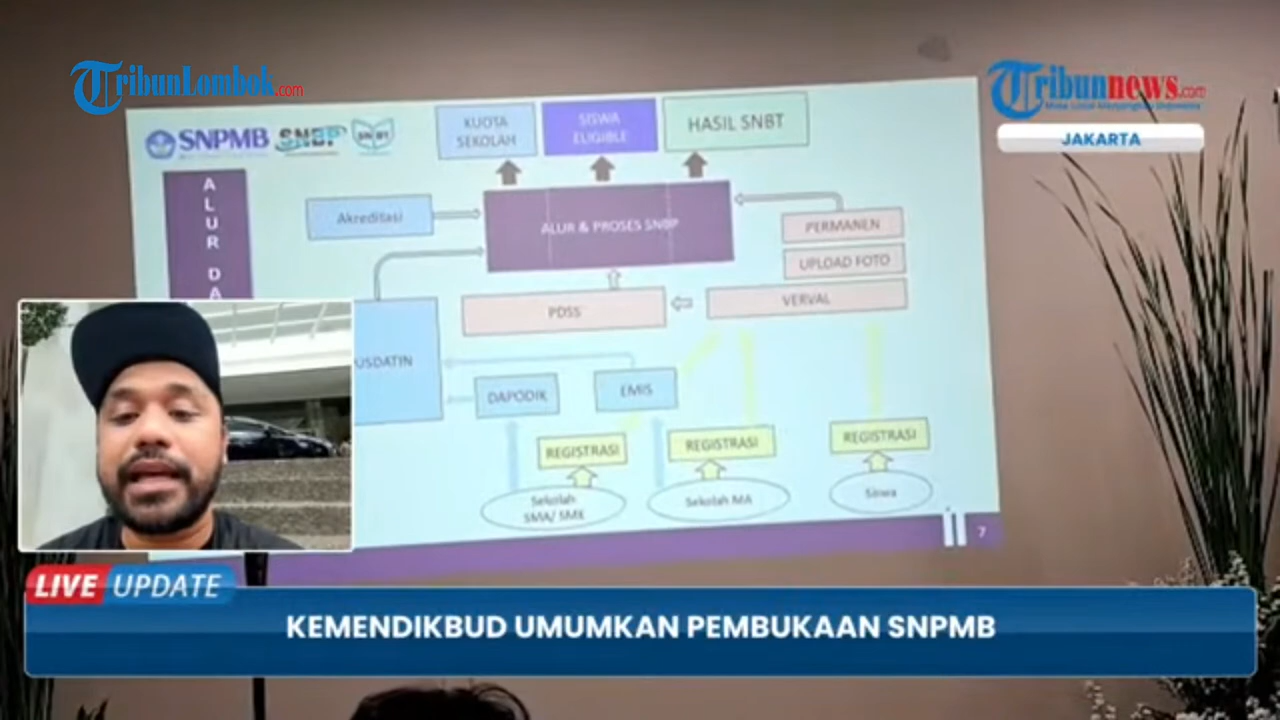 TribunLombok.com
Tribunnews.com
JAKARTA
SNPMB
SNBP
KUOTA
SEKOLAH
SISWA
ELIGIBLE
HASIL SNBT
ALUR DA
Akreditasi
ALUR & PROSES SNBP
PERMANEN
UPLOAD FOTO
VERVAL
PDSS
USDATIN
DAPODIK
EMIS
REGISTRASI
REGISTRASI
REGISTRASI
Sekolah
SMA/ SMK
Sekolah MA
Siswa
7
LIVE UPDATE
KEMENDIKBUD UMUMKAN PEMBUKAAN SNPMB